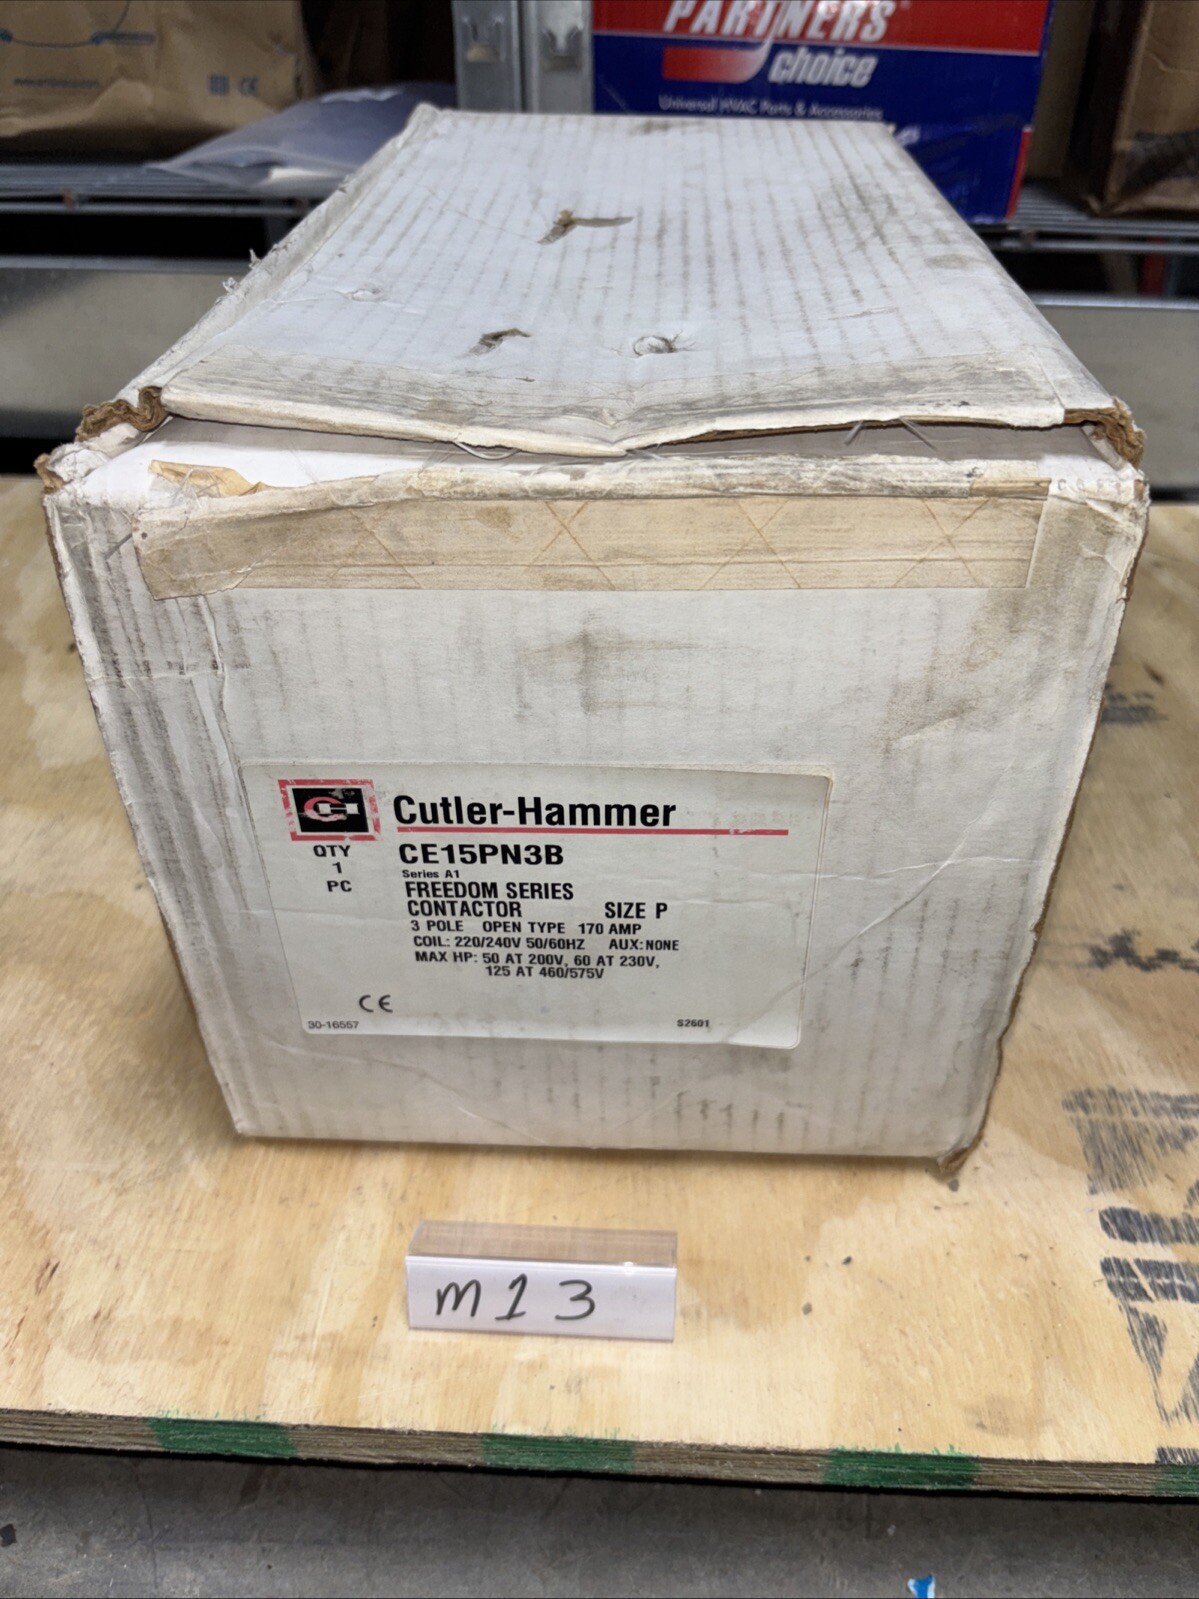 PARTNERS
choice
Universal HVAC Parts & Accessories
CE
Cutler-Hammer
QTY
1
PC
CE15PN3B
Series A1
FREEDOM SERIES
CONTACTOR SIZE P
3 POLE OPEN TYPE 170 AMP
COIL: 220/240V 50/60HZ AUX: NONE
MAX HP: 50 AT 200V, 60 AT 230V,
125 AT 460/575V
CE
30-16557 S2601
m13